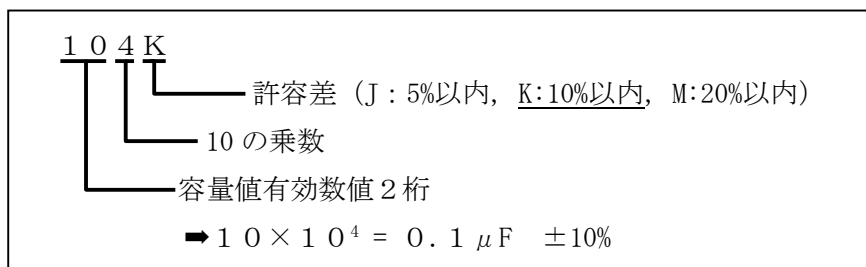 １０４K
許容差（J：5%以内, K:10%以内, M:20%以内）
10 の乗数
容量値有効数値２桁
➡１０×１０⁴ = ０.１μF ±10%